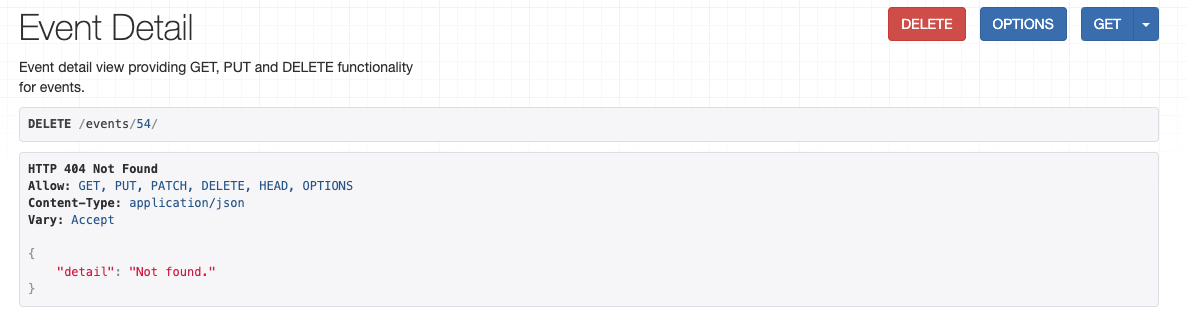 Event Detail
DELETE
OPTIONS
GET
Event detail view providing GET, PUT and DELETE functionality
for events.
DELETE /events/54/
HTTP 404 Not Found
Allow: GET, PUT, PATCH, DELETE, HEAD, OPTIONS
Content-Type: application/json
Vary: Accept
{
    "detail": "Not found."
}